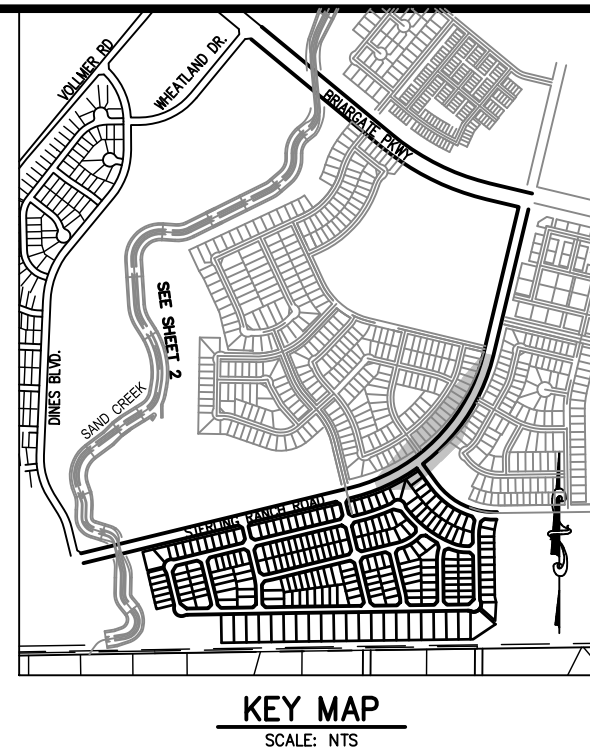 VOLLMER RD
WHEATLAND DR.
BRIARGATE PKWY
SEE SHEET 2
DINES BLVD.
SAND CREEK
STERLING RANCH ROAD
KEY MAP
SCALE: NTS